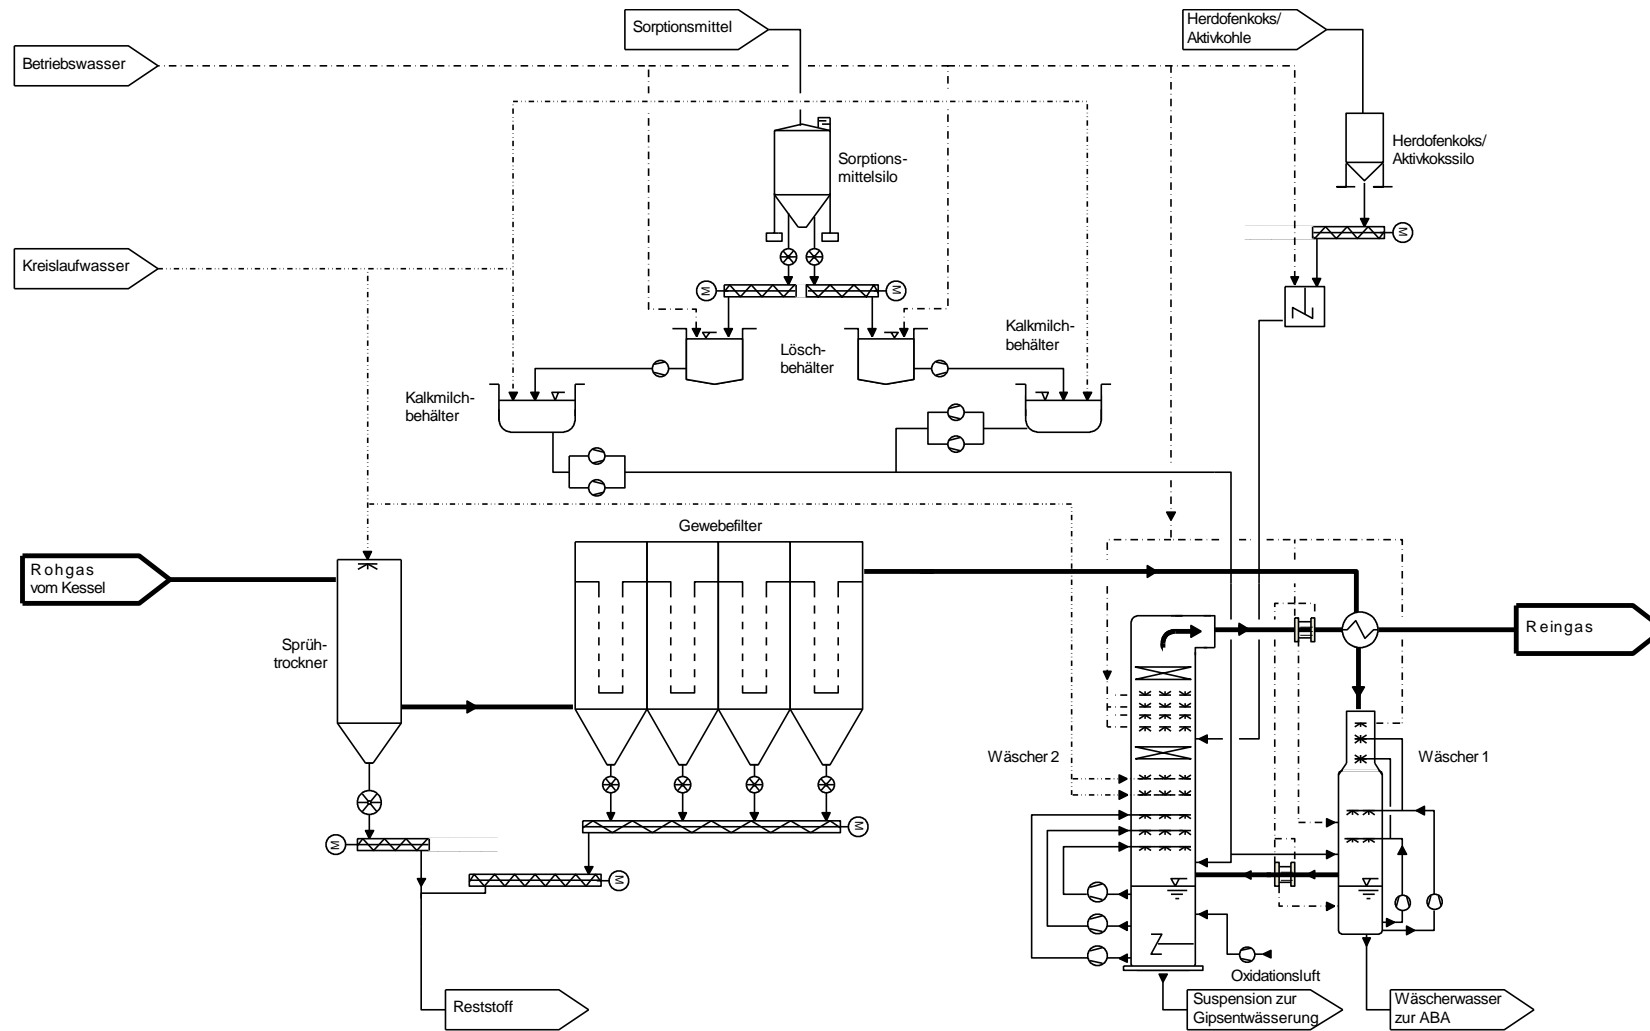 Sorptionsmittel
Herdofenkoks/
Aktivkohle
Betriebswasser
Sorptions-
mittelsilo
Herdofenkoks/
Aktivkokssilo
M
Kreislaufwasser
M
M
Kalkmilch-
behälter
Lösch-
behälter
Kalkmilch-
behälter
Gewebefilter
Rohgas
vom Kessel
Reingas
Sprüh-
trockner
Wäscher 2
Wäscher 1
M
M
M
Oxidationsluft
Reststoff
Suspension zur
Gipsentwässerung
Wäscherwasser
zur ABA